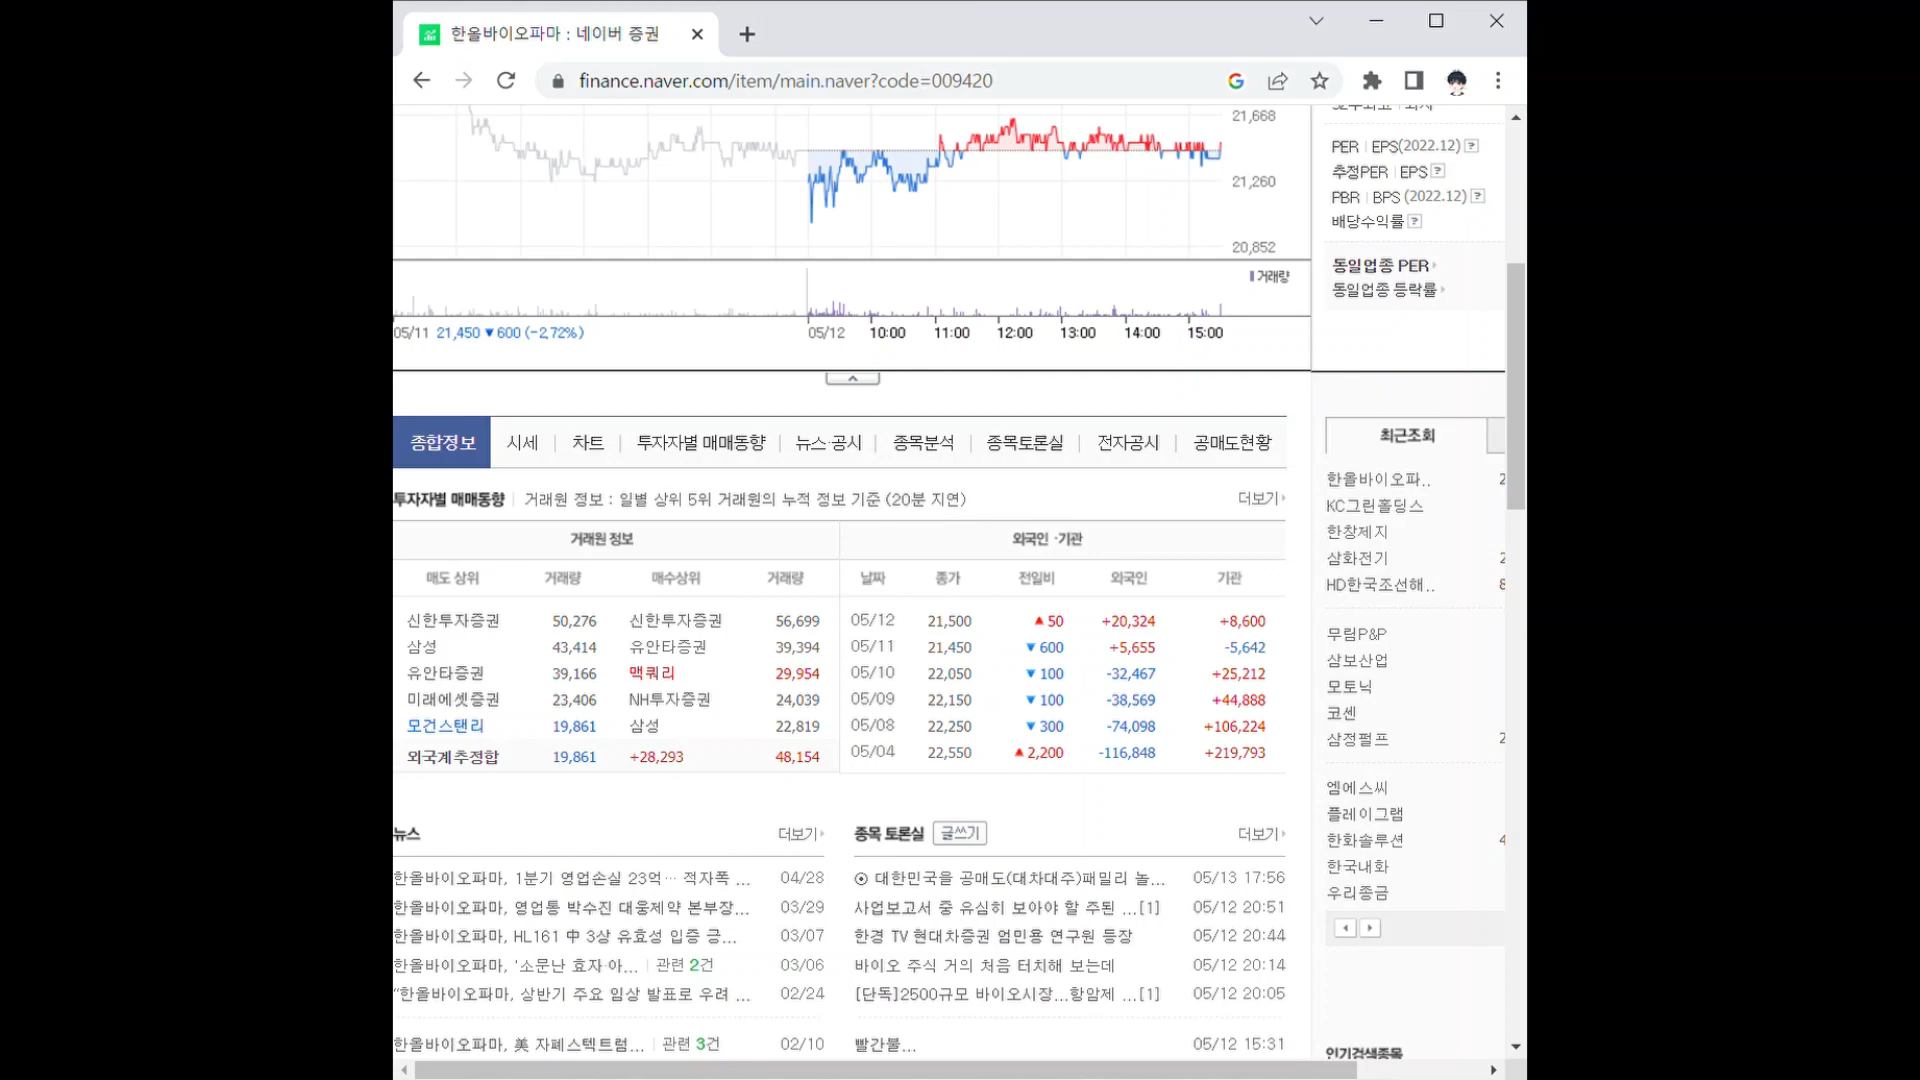 한올바이오파마 : 네이버 증권
finance.naver.com/item/main.naver?code=009420
21,668
21,260
20,852
거래량
05/11 21,450 ▼600 (-2.72%)
05/12 10:00 11:00 12:00 13:00 14:00 15:00
PER | EPS(2022.12)
추정PER | EPS
PBR | BPS (2022.12)
배당수익률
동일업종 PER
동일업종 등락률
종합정보 시세 차트 투자자별 매매동향 뉴스·공시 종목분석 종목토론실 전자공시 공매도현황
투자자별 매매동향 거래원 정보 : 일별 상위 5위 거래원의 누적 정보 기준 (20분 지연) 더보기
거래원 정보 외국인 ·기관
매도 상위 거래량 매수상위 거래량 날짜 종가 전일비 외국인 기관
신한투자증권 50,276 신한투자증권 56,699 05/12 21,500 ▲50 +20,324 +8,600
삼성 43,414 유안타증권 39,394 05/11 21,450 ▼600 +5,655 -5,642
유안타증권 39,166 맥쿼리 29,954 05/10 22,050 ▼100 -32,467 +25,212
미래에셋증권 23,406 NH투자증권 24,039 05/09 22,150 ▼100 -38,569 +44,888
모건스탠리 19,861 삼성 22,819 05/08 22,250 ▼300 -74,098 +106,224
외국계추정합 19,861 +28,293 48,154 05/04 22,550 ▲2,200 -116,848 +219,793
뉴스 더보기
한올바이오파마, 1분기 영업손실 23억… 적자폭 ... 04/28
한올바이오파마, 영업통 박수진 대웅제약 본부장... 03/29
한올바이오파마, HL161 中 3상 유효성 입증 긍... 03/07
한올바이오파마, '소문난 효자·아... 관련 2건 03/06
“한올바이오파마, 상반기 주요 임상 발표로 우려 ... 02/24
한올바이오파마, 美 자폐스펙트럼... 관련 3건 02/10
종목 토론실 글쓰기 더보기
대한민국을 공매도(대차대주)패밀리 놀... 05/13 17:56
사업보고서 중 유심히 보아야 할 주된 ...[1] 05/12 20:51
한경 TV 현대차증권 엄민용 연구원 등장 05/12 20:44
바이오 주식 거의 처음 터치해 보는데 05/12 20:14
[단독]2500규모 바이오시장...항암제 ...[1] 05/12 20:05
빨간불... 05/12 15:31
최근조회
한올바이오파.. 2
KC그린홀딩스
한창제지
삼화전기 2
HD한국조선해.. 8
무림P&P
삼보산업
모토닉
코센
삼정펄프 2
엠에스씨
플레이그램
한화솔루션 4
한국내화
우리종금
인기검색종목